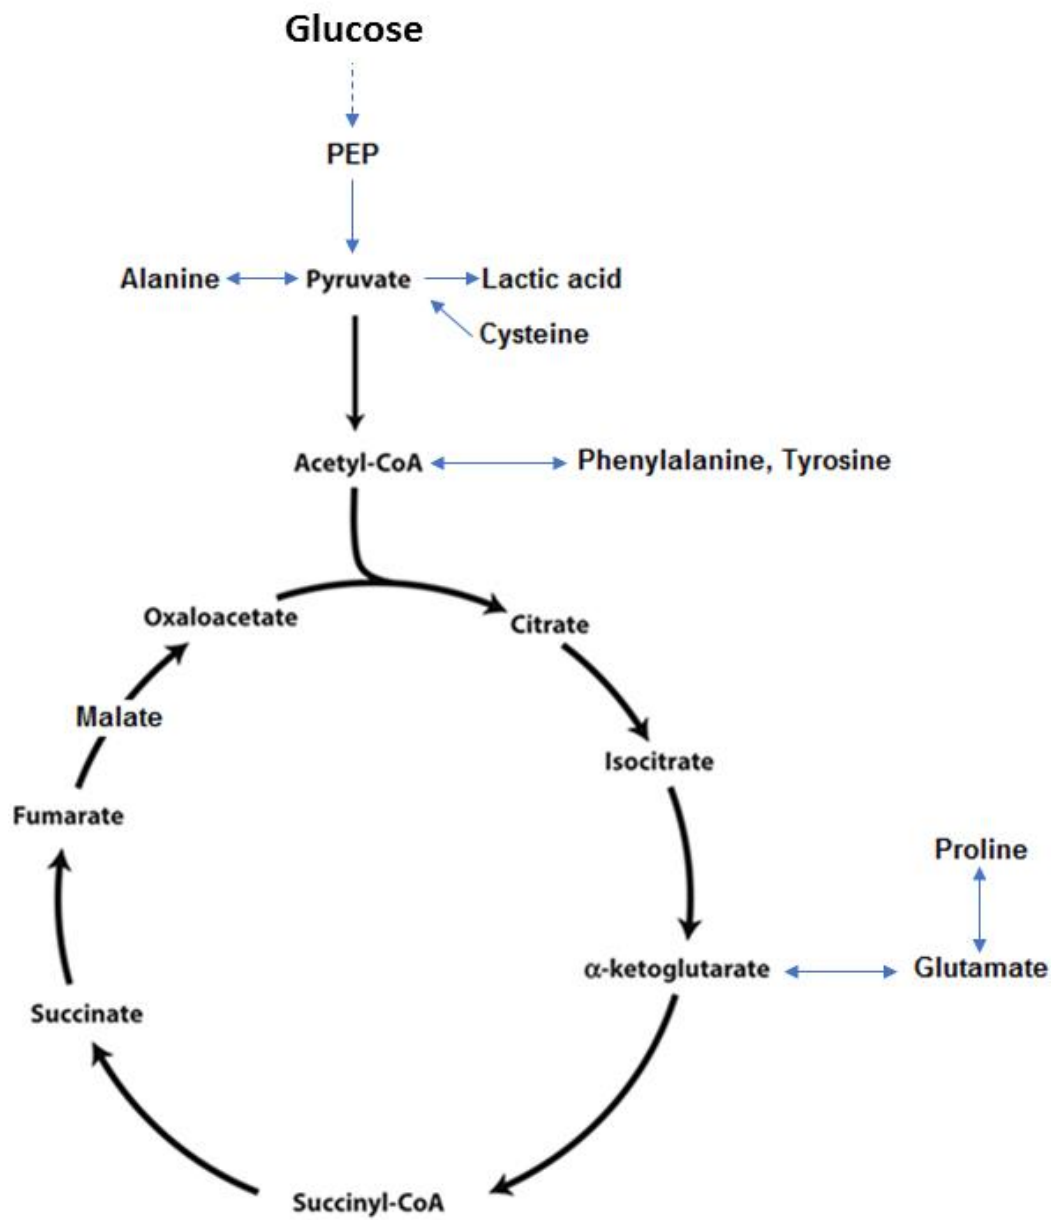 Glucose
PEP
Alanine Pyruvate Lactic acid
Cysteine
Acetyl-CoA Phenylalanine, Tyrosine
Oxaloacetate Citrate
Malate
Isocitrate
Fumarate
Proline
α-ketoglutarate Glutamate
Succinate
Succinyl-CoA